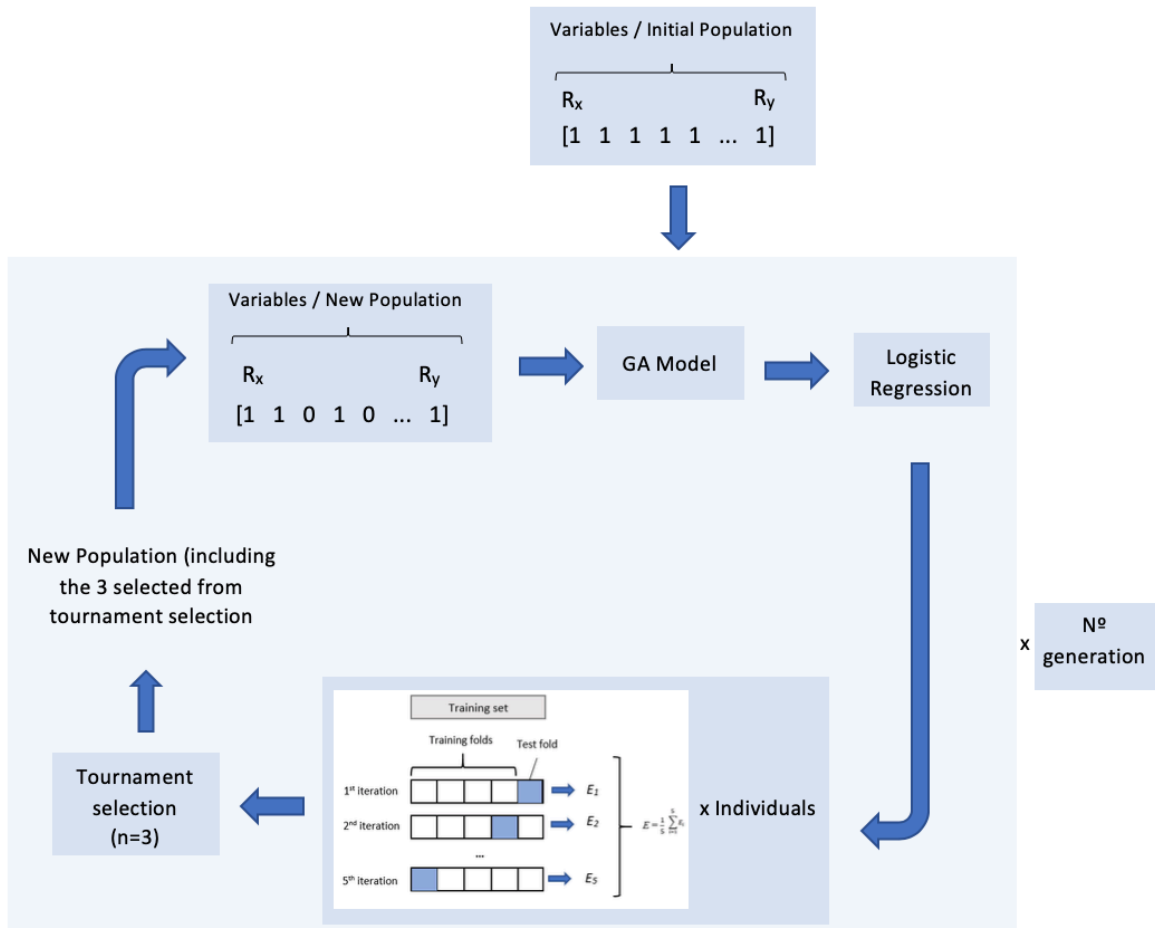 Variables / Initial Population
Rx Ry
[1 1 1 1 1 ... 1]
Variables / New Population
Rx Ry
[1 1 0 1 0 ... 1]
GA Model
Logistic
Regression
New Population (including
the 3 selected from
tournament selection
x
Nº
generation
Tournament
selection
(n=3)
Training set
Training folds
Test fold
1st iteration
E1
2nd iteration
E2
...
5th iteration
E5
x Individuals